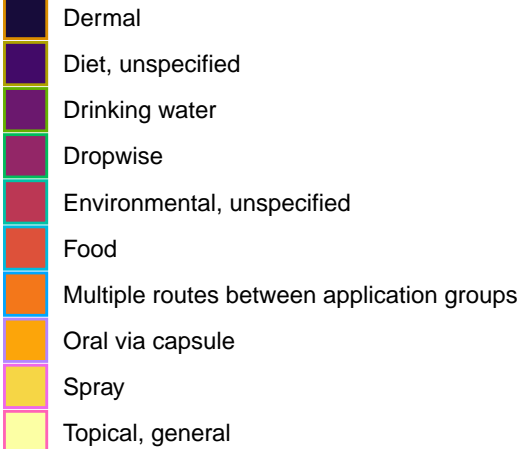 Dermal
Diet, unspecified
Drinking water
Dropwise
Environmental, unspecified
Food
Multiple routes between application groups
Oral via capsule
Spray
Topical, general